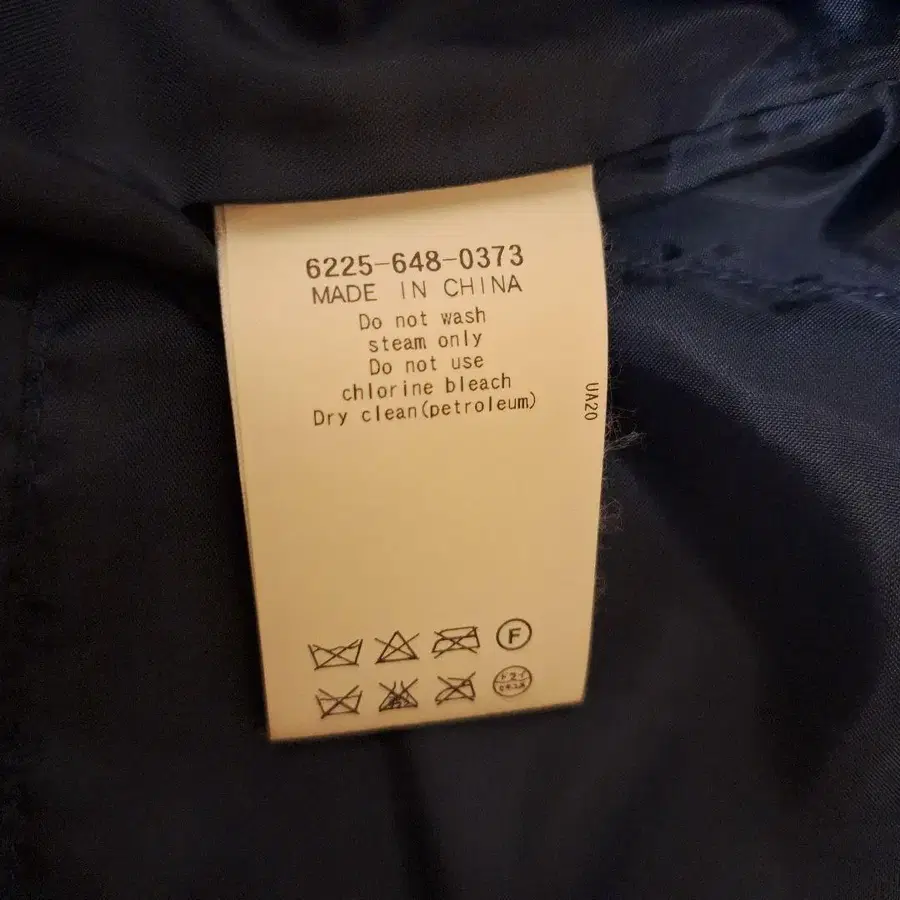 6225-648-0373
MADE IN CHINA
Do not wash
steam only
Do not use
chlorine bleach
Dry clean(petroleum)
UA20
F